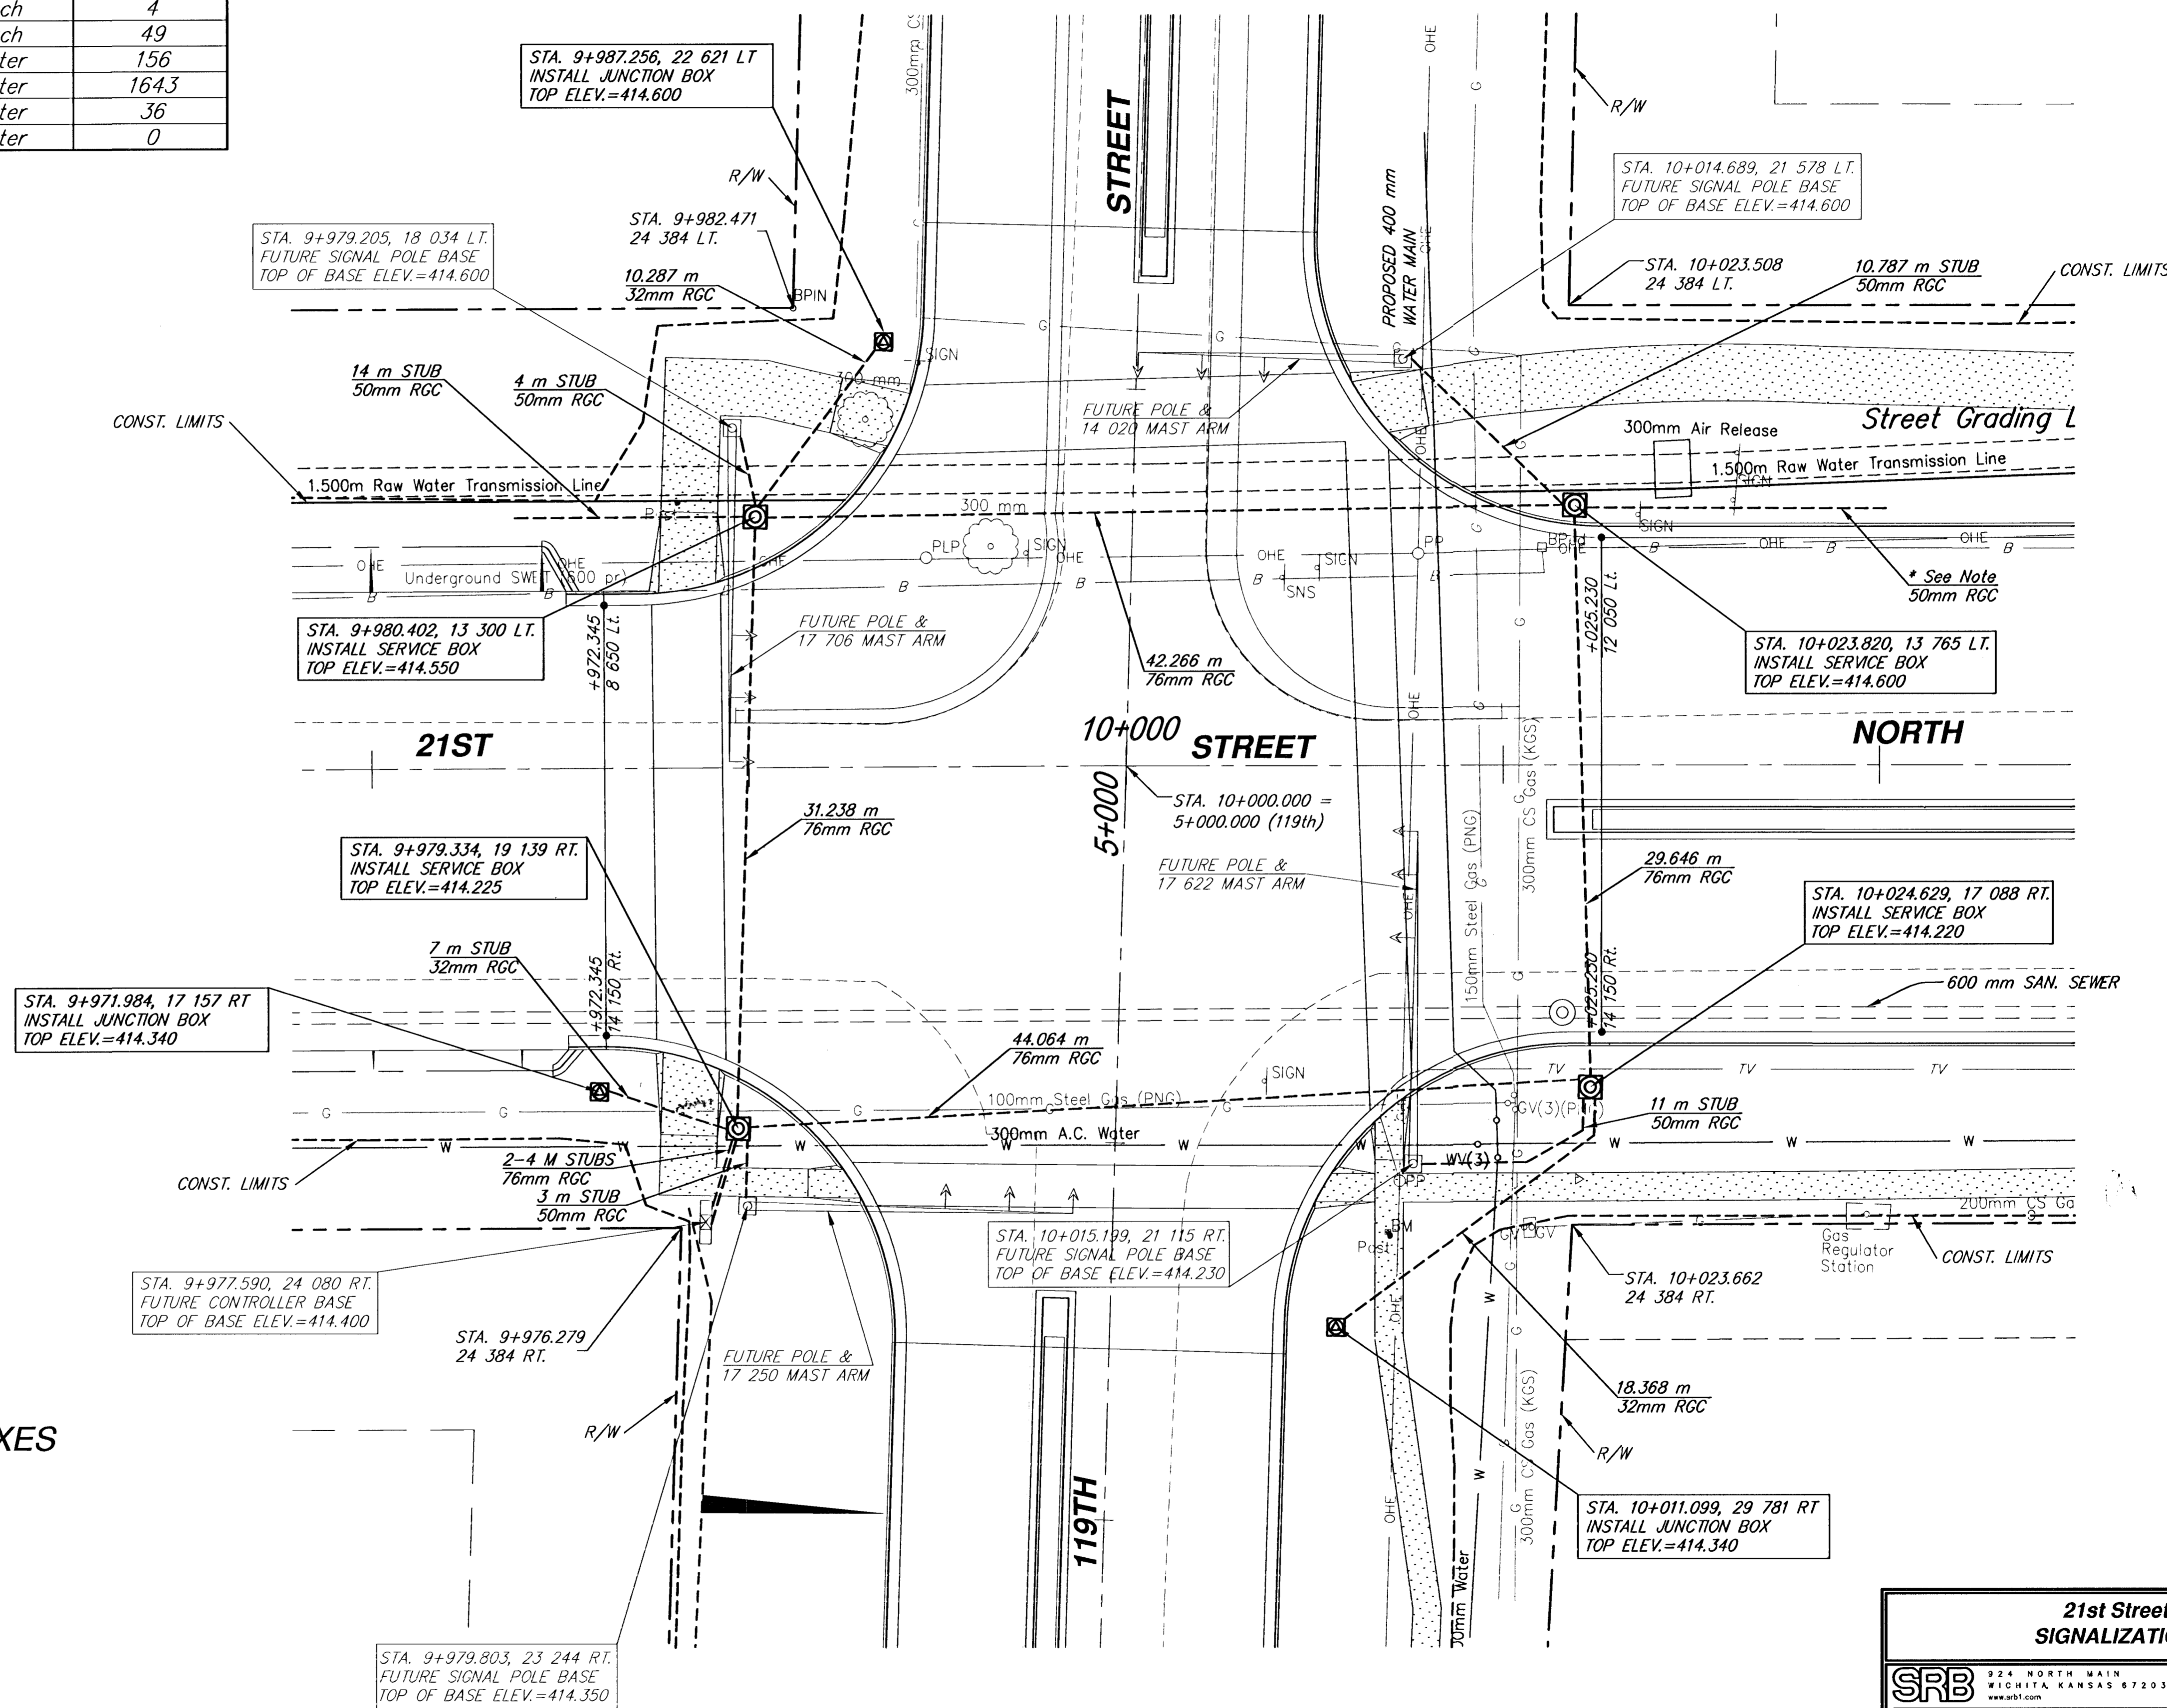 ch 4
ch 49
ter 156
ter 1643
ter 36
ter 0
STA. 9+987.256, 22 621 LT
INSTALL JUNCTION BOX
TOP ELEV.=414.600
300mm CS
STREET
OHE
G
R/W
STA. 10+014.689, 21 578 LT.
FUTURE SIGNAL POLE BASE
TOP OF BASE ELEV.=414.600
R/W
STA. 9+982.471
24 384 LT.
STA. 9+979.205, 18 034 LT.
FUTURE SIGNAL POLE BASE
TOP OF BASE ELEV.=414.600
10.287 m
32mm RGC
BPIN
PROPOSED 400 mm
WATER MAIN
OHE
STA. 10+023.508
24 384 LT.
10.787 m STUB
50mm RGC
CONST. LIMITS
G
G
G
SIGN
300 mm
14 m STUB
50mm RGC
4 m STUB
50mm RGC
CONST. LIMITS
FUTURE POLE &
14 020 MAST ARM
300mm Air Release
Street Grading L
1.500m Raw Water Transmission Line
1.500m Raw Water Transmission Line
SIGN
Post
300 mm
SIGN
PLP
SIGN
OHE
OHE
SIGN
PP
OHE
OHE
OHE
OHE
OHE
Underground SWBT (600 pr)
B
B
B
B
B
B
B
SNS
* See Note
50mm RGC
STA. 9+980.402, 13 300 LT.
INSTALL SERVICE BOX
TOP ELEV.=414.550
+972.345
8 650 Lt.
FUTURE POLE &
17 706 MAST ARM
42.266 m
76mm RGC
+025.230
12 050 Lt.
STA. 10+023.820, 13 765 LT.
INSTALL SERVICE BOX
TOP ELEV.=414.600
21ST
10+000
STREET
NORTH
5+000
STA. 10+000.000 =
5+000.000 (119th)
31.238 m
76mm RGC
150mm Steel Gas (PNG)
300mm CS Gas (KGS)
STA. 9+979.334, 19 139 RT.
INSTALL SERVICE BOX
TOP ELEV.=414.225
FUTURE POLE &
17 622 MAST ARM
29.646 m
76mm RGC
STA. 10+024.629, 17 088 RT.
INSTALL SERVICE BOX
TOP ELEV.=414.220
7 m STUB
32mm RGC
+972.345
14 150 Rt.
+025.230
14 150 Rt.
600 mm SAN. SEWER
STA. 9+971.984, 17 157 RT
INSTALL JUNCTION BOX
TOP ELEV.=414.340
44.064 m
76mm RGC
SIGN
TV
TV
TV
G
G
G
100mm Steel Gas (PNG)
G
G
GV(3)
11 m STUB
50mm RGC
300mm A.C. Water
W
W
W
W
W
W
W
W
WV(3)
CONST. LIMITS
2-4 M STUBS
76mm RGC
3 m STUB
50mm RGC
PP
BM
Post
GV
GV
200mm CS Ga
Gas
Regulator
Station
CONST. LIMITS
STA. 10+015.199, 21 115 RT.
FUTURE SIGNAL POLE BASE
TOP OF BASE ELEV.=414.230
STA. 9+977.590, 24 080 RT.
FUTURE CONTROLLER BASE
TOP OF BASE ELEV.=414.400
STA. 10+023.662
24 384 RT.
STA. 9+976.279
24 384 RT.
FUTURE POLE &
17 250 MAST ARM
OHE
W
18.368 m
32mm RGC
R/W
XES
R/W
300mm CS Gas (KGS)
W
OHE
119TH
STA. 10+011.099, 29 781 RT
INSTALL JUNCTION BOX
TOP ELEV.=414.340
0mm Water
STA. 9+979.803, 23 244 RT.
FUTURE SIGNAL POLE BASE
TOP OF BASE ELEV.=414.350
21st Street
SIGNALIZATI
SRB
924 NORTH MAIN
WICHITA, KANSAS 67203
www.srb1.com